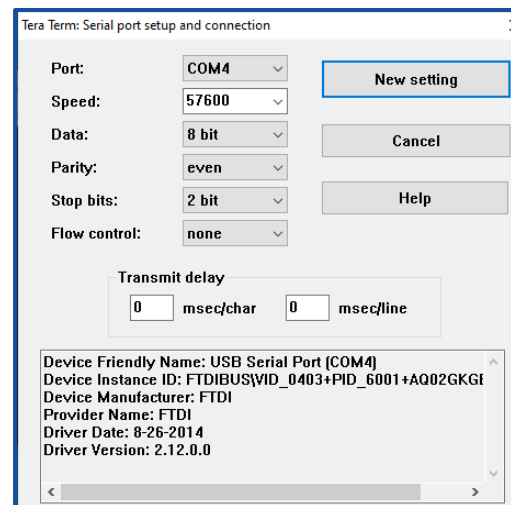 Tera Term: Serial port setup and connection
Port: COM4
New setting
Speed: 57600
Data: 8 bit
Cancel
Parity: even
Stop bits: 2 bit
Help
Flow control: none
Transmit delay
0 msec/char 0 msec/line
Device Friendly Name: USB Serial Port (COM4)
Device Instance ID: FTDIBUS\VID_0403+PID_6001+AQ02GKGE
Device Manufacturer: FTDI
Provider Name: FTDI
Driver Date: 8-26-2014
Driver Version: 2.12.0.0